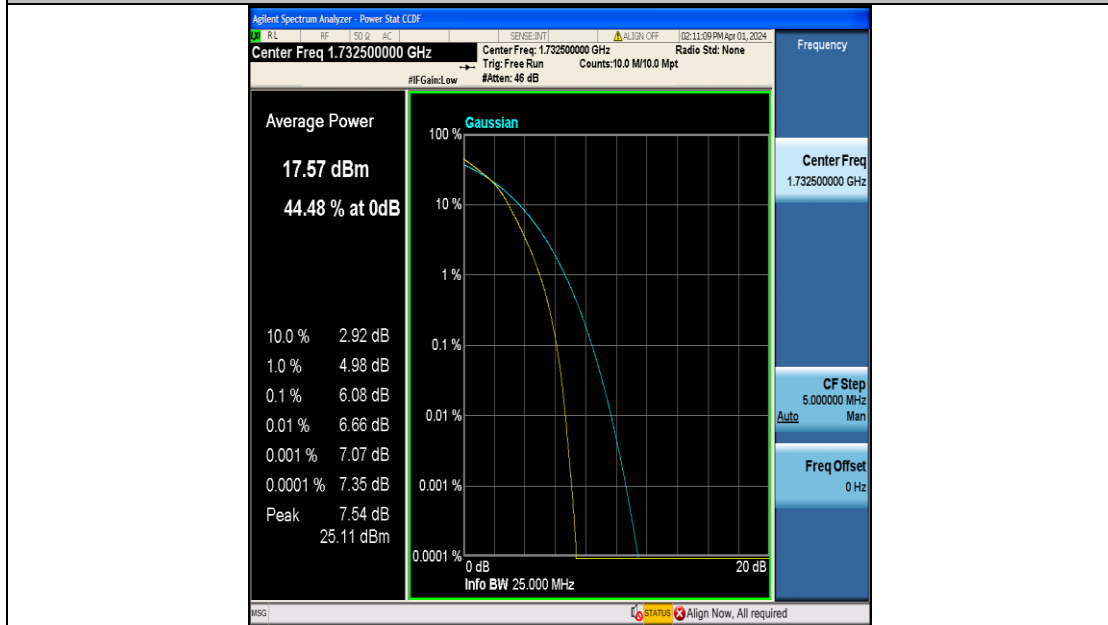 Agilent Spectrum Analyzer - Power Stat CCDF
RL RF 50 Ω AC SENSE:INT ALIGN OFF 02:11:09 PM Apr 01, 2024
Center Freq 1.732500000 GHz
Center Freq: 1.732500000 GHz Radio Std: None
Trig: Free Run Counts:10.0 M/10.0 Mpt
#IFGain:Low #Atten: 46 dB
Average Power
17.57 dBm
44.48 % at 0dB
10.0 % 2.92 dB
1.0 % 4.98 dB
0.1 % 6.08 dB
0.01 % 6.66 dB
0.001 % 7.07 dB
0.0001 % 7.35 dB
Peak 7.54 dB
25.11 dBm
Gaussian
100 %
10 %
1 %
0.1 %
0.01 %
0.001 %
0.0001 %
0 dB 20 dB
Info BW 25.000 MHz
Frequency
Center Freq
1.732500000 GHz
CF Step
5.000000 MHz
Auto Man
Freq Offset
0 Hz
MSG STATUS Align Now, All required